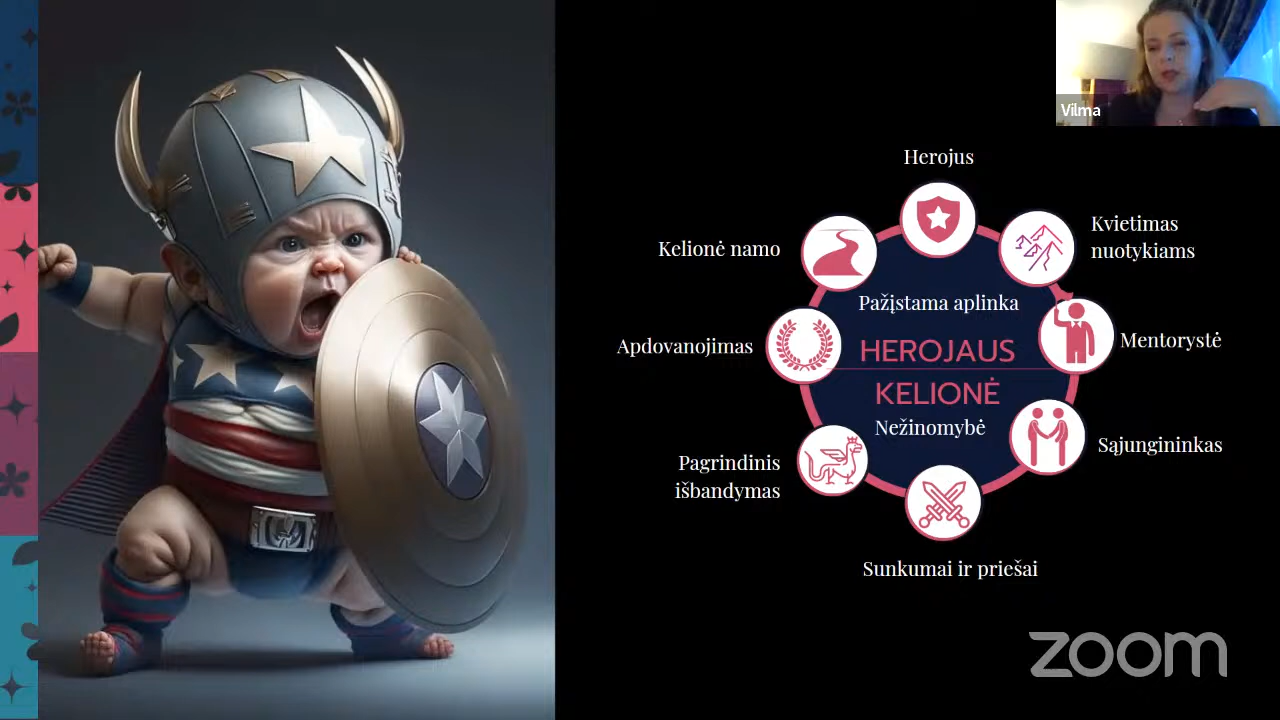 Vilma
Herojus
Kvietimas
nuotykiams
Kelionė namo
Pažįstama aplinka
Mentorystė
Apdovanojimas
HEROJAUS
KELIONĖ
Nežinomybė
Sąjungininkas
Pagrindinis
išbandymas
Sunkumai ir priešai
zoom